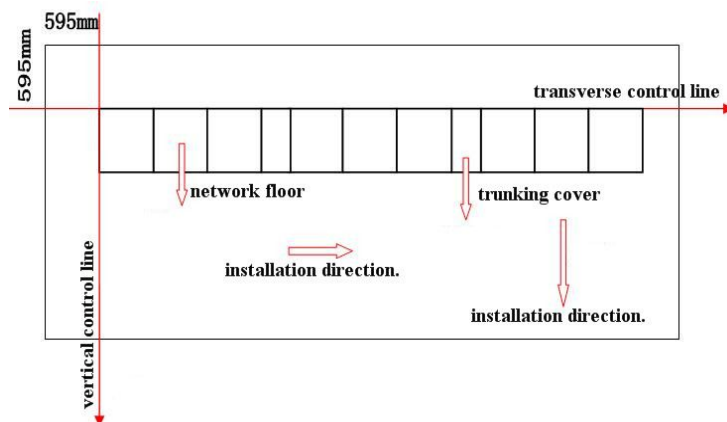 595mm
595mm
transverse control line
network floor
trunking cover
installation direction.
installation direction.
vertical control line